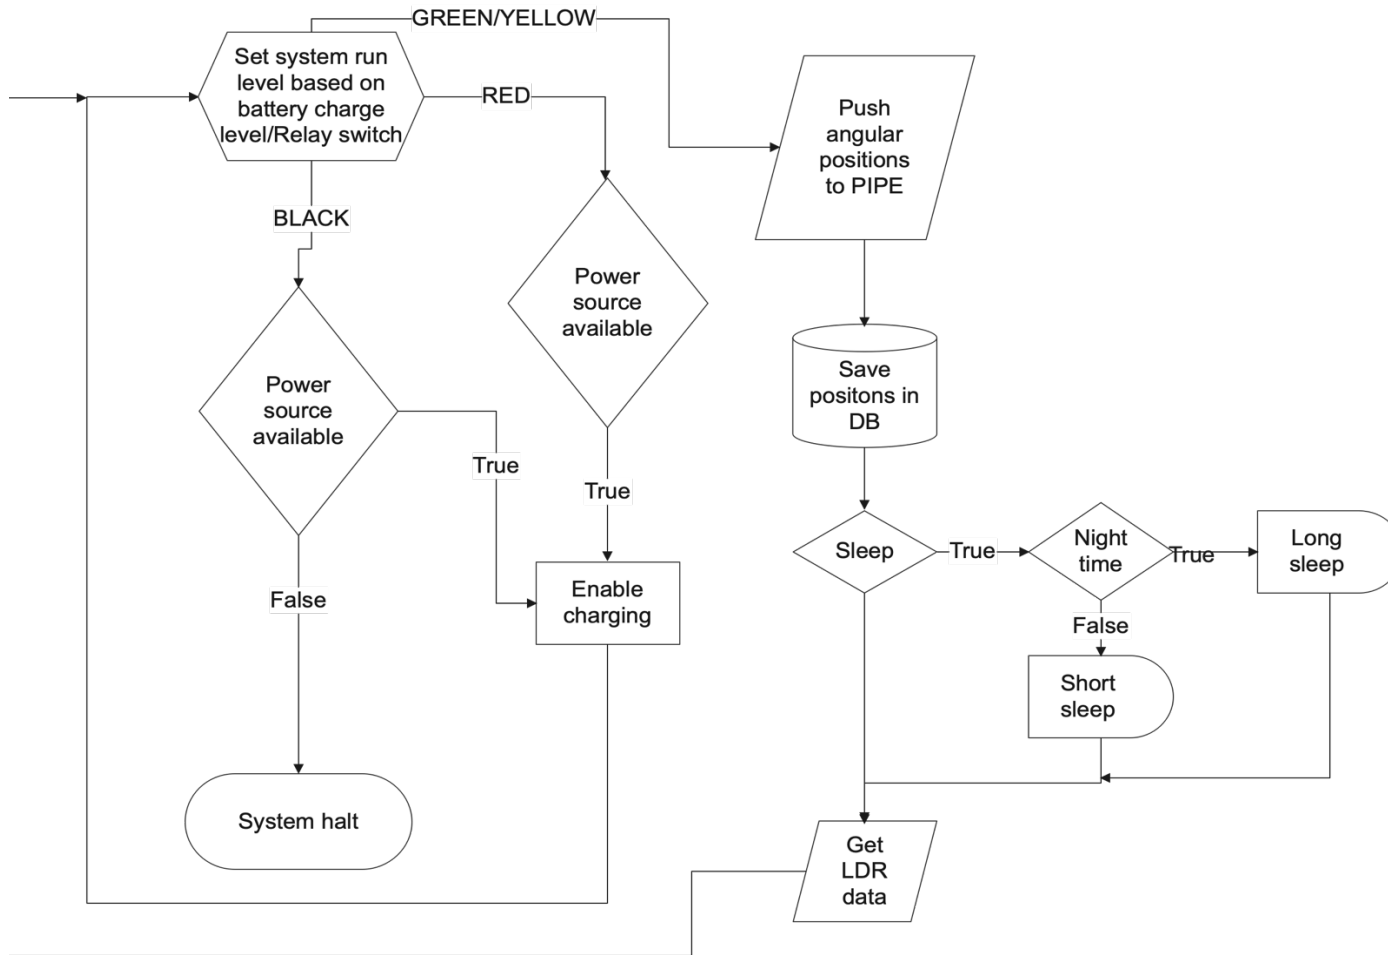 GREEN/YELLOW
Set system run
level based on
battery charge
level/Relay switch
RED
BLACK
Push
angular
positions
to PIPE
Power
source
available
Power
source
available
Save
positons in
DB
True
True
Sleep
True
Night
time
True
Long
sleep
False
Enable
charging
False
Short
sleep
System halt
Get
LDR
data